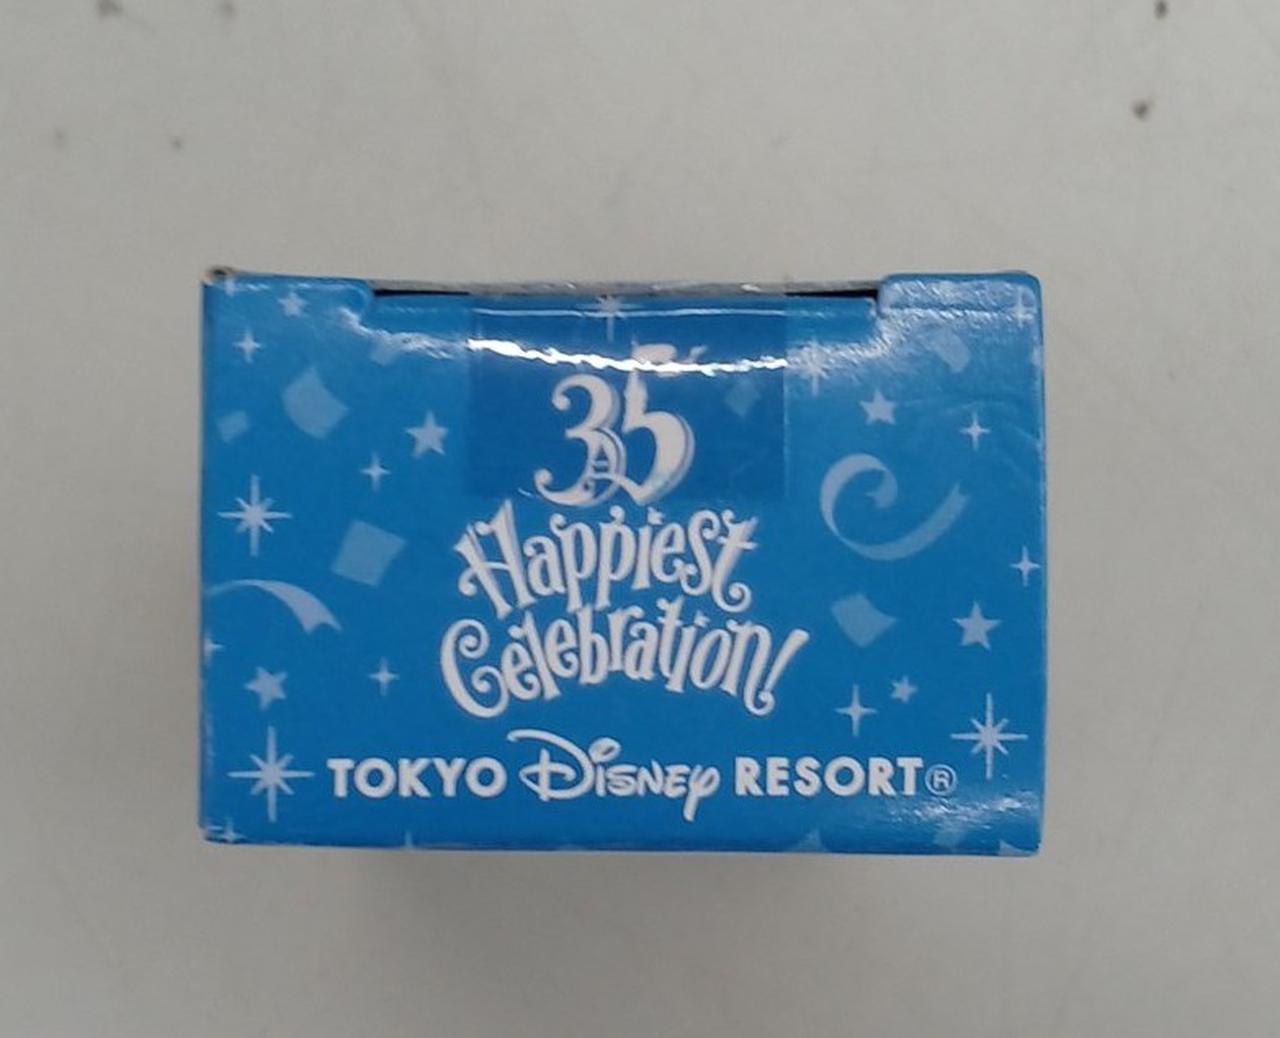 35
Happiest
Celebration!
TOKYO Disney RESORT®